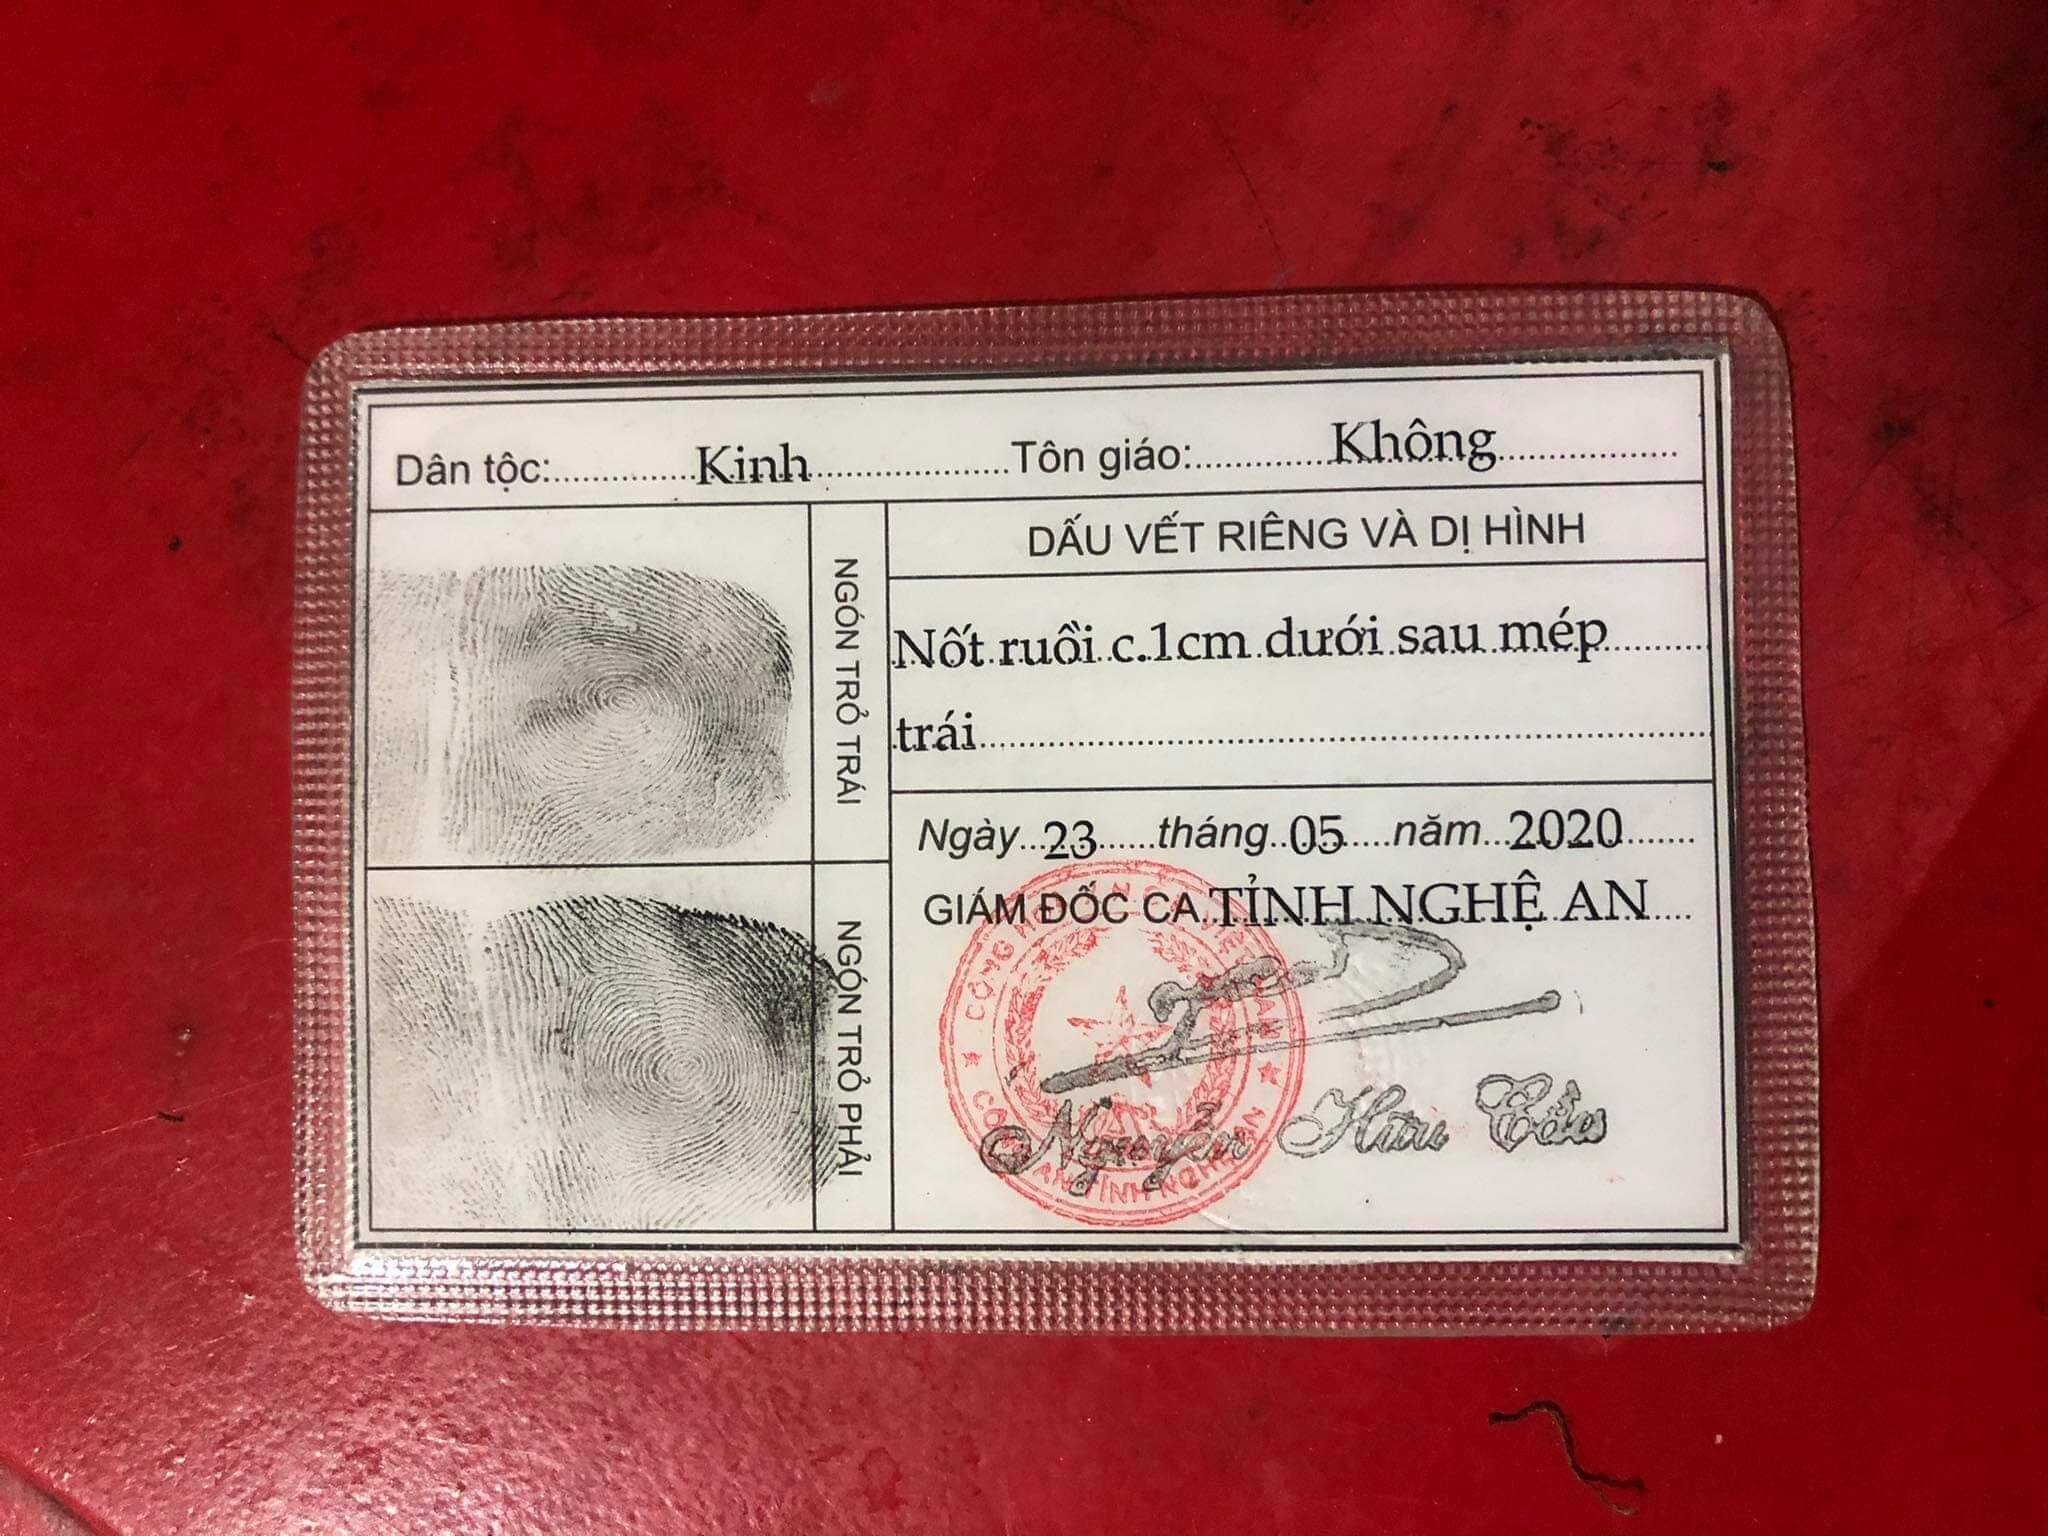 Dân tộc: Kinh Tôn giáo: Không
NGÓN TRỎ TRÁI
NGÓN TRỎ PHẢI
DẤU VẾT RIÊNG VÀ DỊ HÌNH
Nốt ruồi c.1cm dưới sau mép
trái
Ngày 23 tháng 05 năm 2020
GIÁM ĐỐC CA TỈNH NGHỆ AN
Nguyễn Hữu Cầu